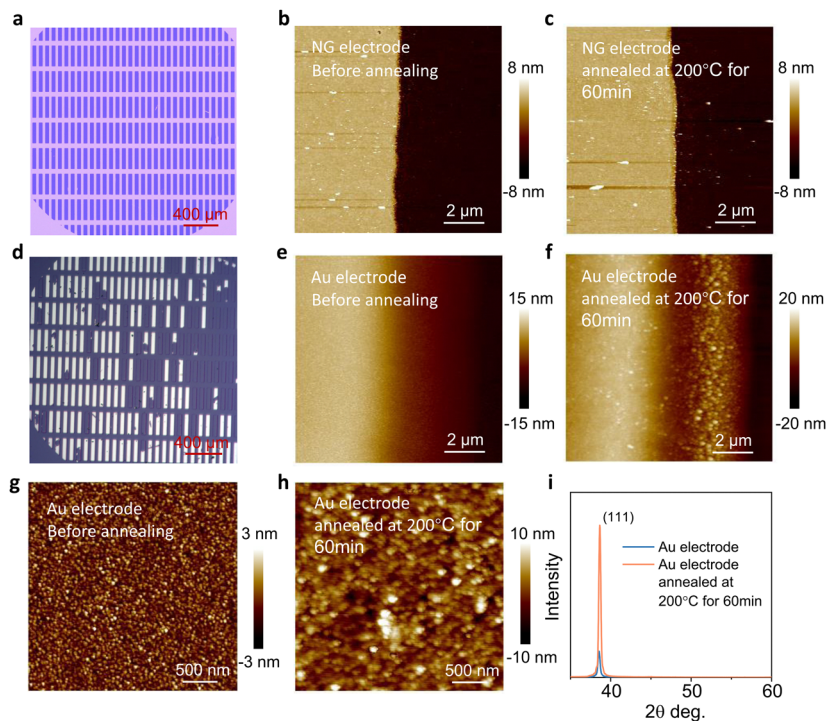 a
400 µm
b
NG electrode
Before annealing
2 µm
8 nm
-8 nm
c
NG electrode
annealed at 200°C for
60min
2 µm
8 nm
-8 nm
d
400 µm
e
Au electrode
Before annealing
2 µm
15 nm
-15 nm
f
Au electrode
annealed at 200°C for
60min
2 µm
20 nm
-20 nm
g
Au electrode
Before annealing
500 nm
3 nm
-3 nm
h
Au electrode
annealed at 200°C for
60min
500 nm
10 nm
-10 nm
i
(111)
Au electrode
Au electrode
annealed at
200°C for 60min
Intensity
40
50
60
2θ deg.